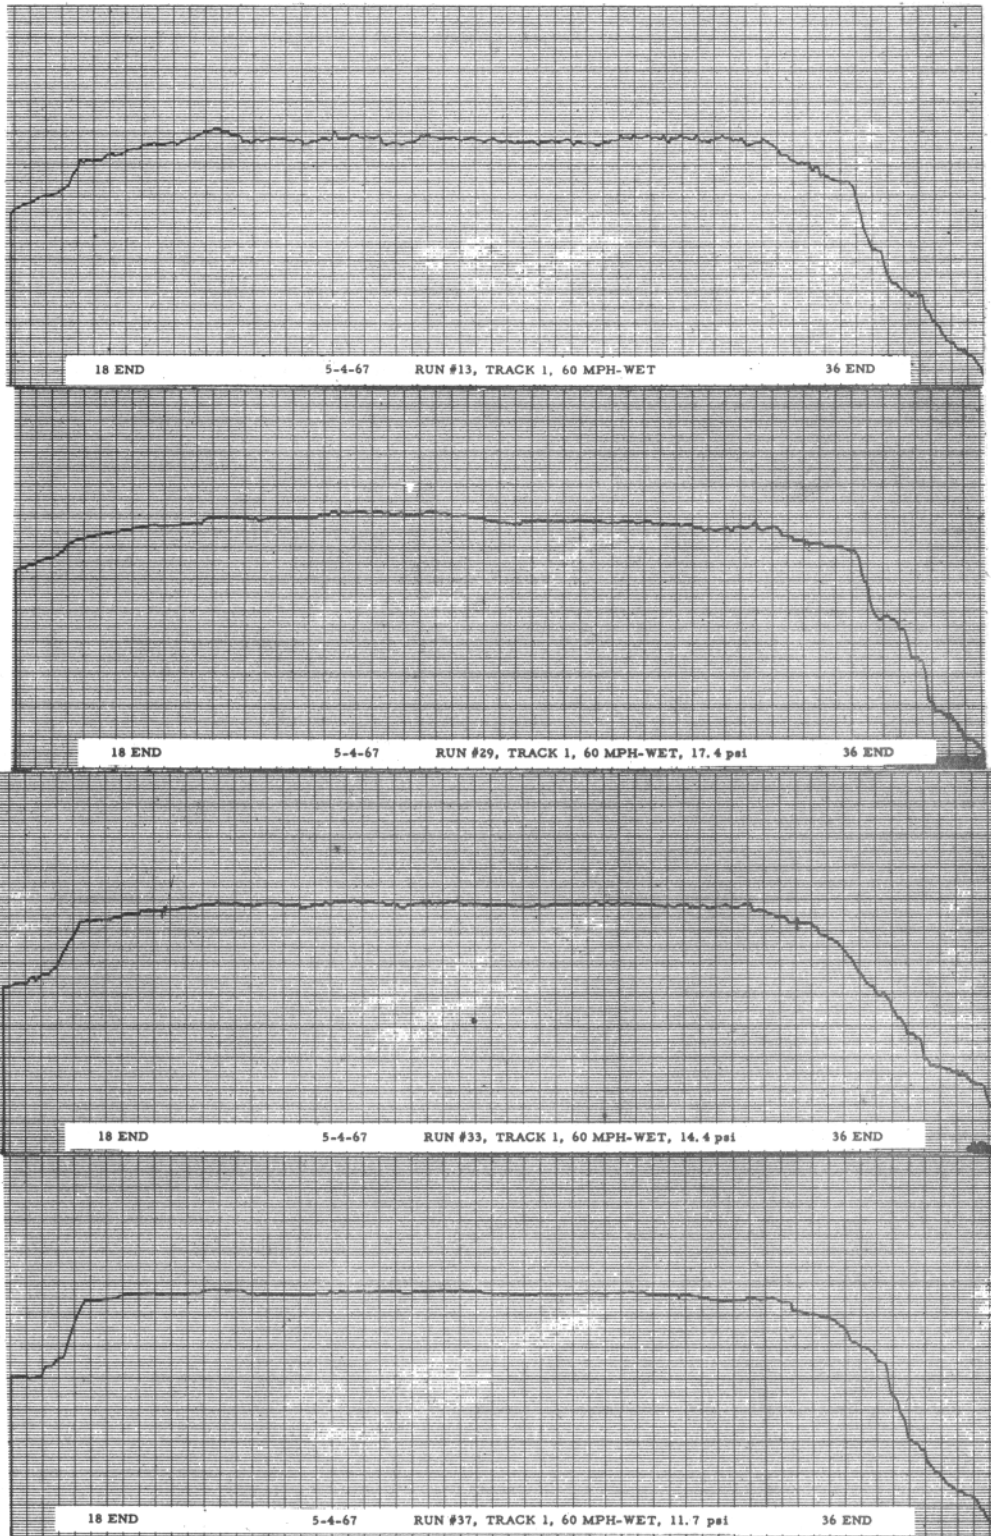 18 END 5-4-67 RUN #13, TRACK 1, 60 MPH-WET 36 END
18 END 5-4-67 RUN #29, TRACK 1, 60 MPH-WET, 17.4 psi 36 END
18 END 5-4-67 RUN #33, TRACK 1, 60 MPH-WET, 14.4 psi 36 END
18 END 5-4-67 RUN #37, TRACK 1, 60 MPH-WET, 11.7 psi 36 END